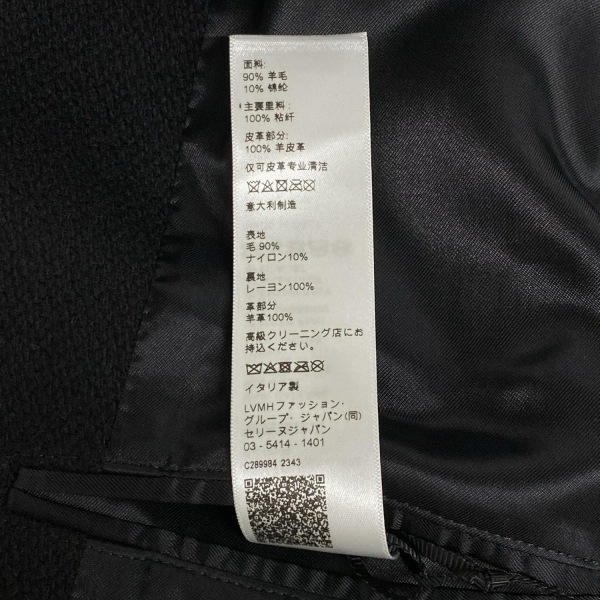 面料:
90% 羊毛
10% 锦纶
主要里料:
100% 粘纤
皮革部分:
100% 羊皮革
仅可皮革专业清洁
意大利制造
表地
毛 90%
ナイロン10%
裏地
レーヨン100%
革部分
羊革100%
高級クリーニング店にお
持込ください。
イタリア製
LVMHファッション・
グループ・ジャパン(同)
セリーヌジャパン
03 - 5414 - 1401
C289984 2343